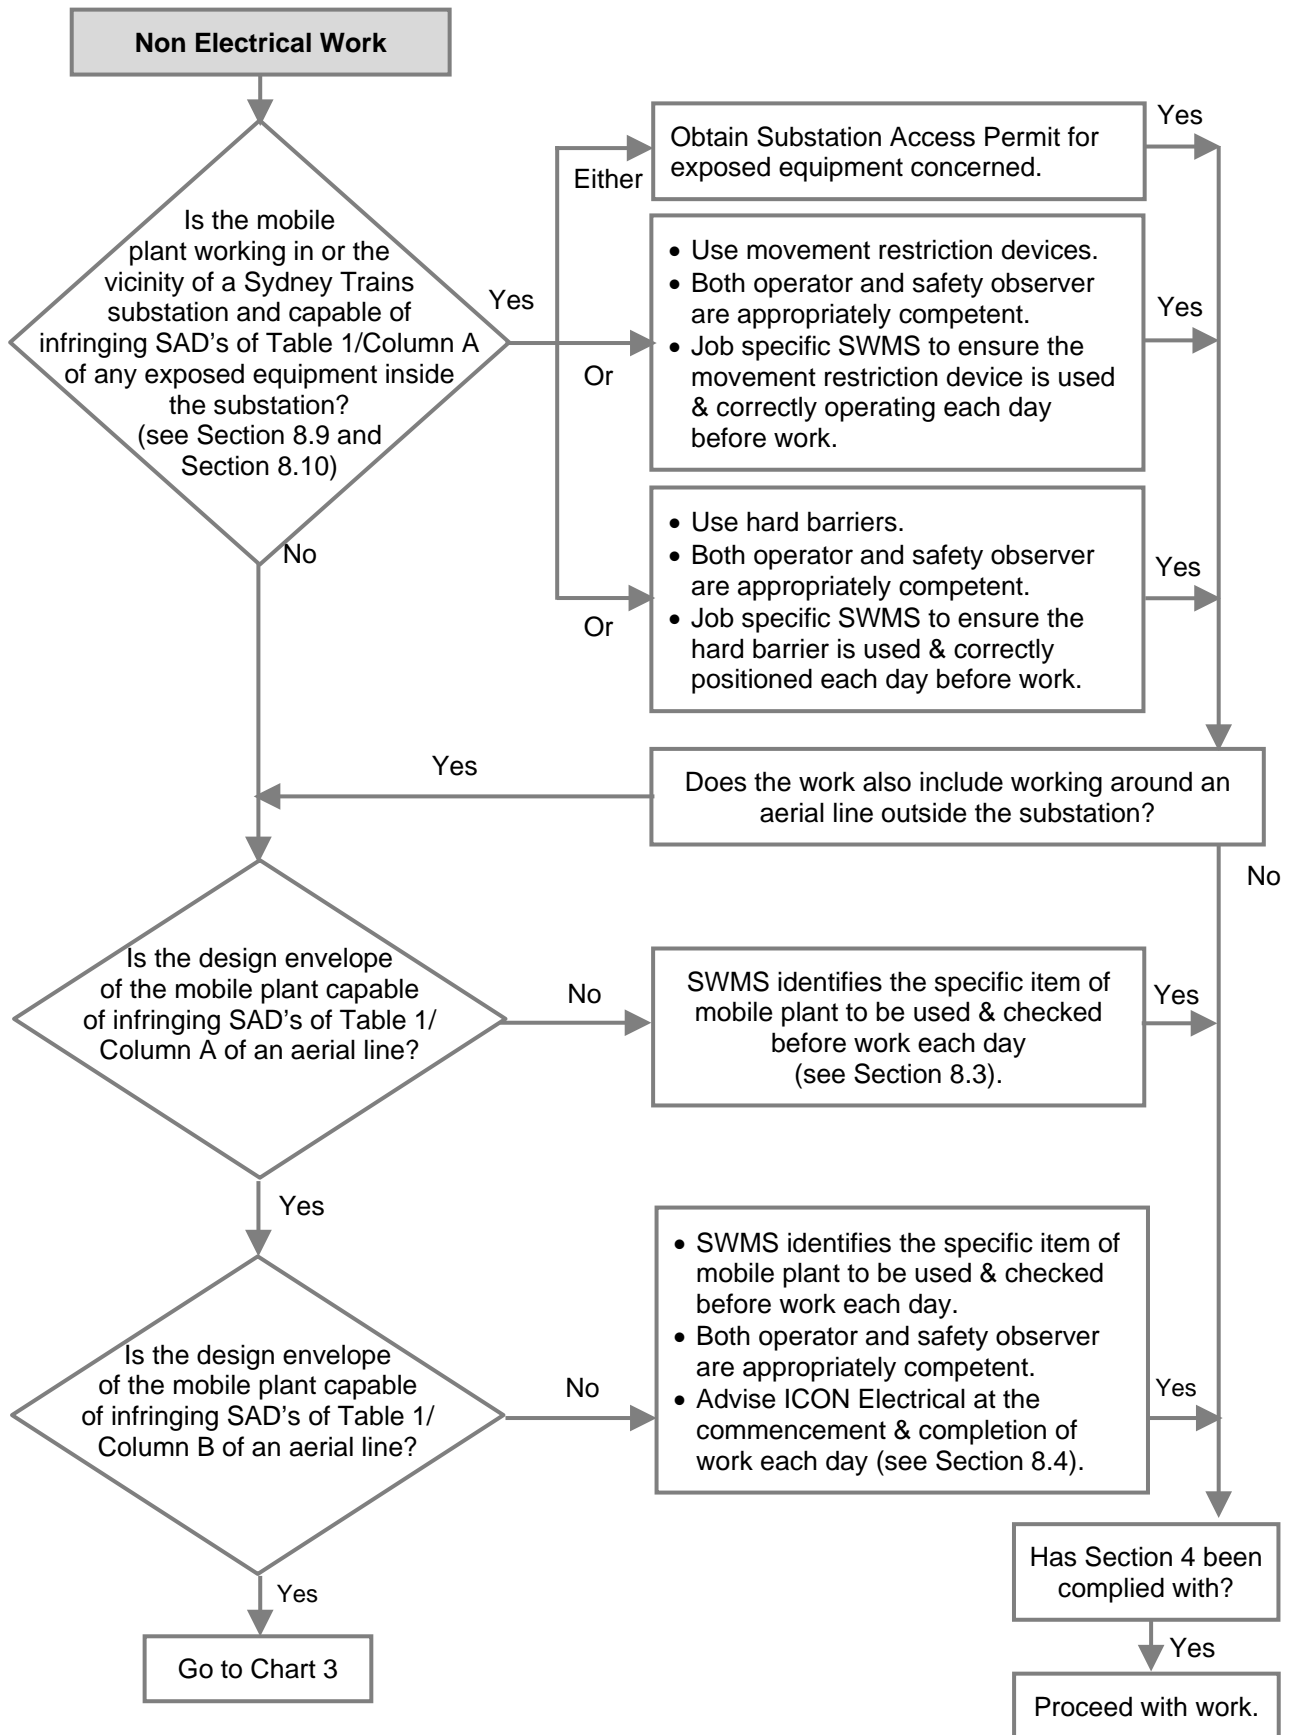 Non Electrical Work
Is the mobile
plant working in or the
vicinity of a Sydney Trains
substation and capable of
infringing SAD's of Table 1/Column A
of any exposed equipment inside
the substation?
(see Section 8.9 and
Section 8.10)
Yes
No
Either
Obtain Substation Access Permit for
exposed equipment concerned.
Yes
Or
• Use movement restriction devices.
• Both operator and safety observer
are appropriately competent.
• Job specific SWMS to ensure the
movement restriction device is used
& correctly operating each day
before work.
Yes
Or
• Use hard barriers.
• Both operator and safety observer
are appropriately competent.
• Job specific SWMS to ensure the
hard barrier is used & correctly
positioned each day before work.
Yes
Does the work also include working around an
aerial line outside the substation?
Yes
No
Is the design envelope
of the mobile plant capable
of infringing SAD's of Table 1/
Column A of an aerial line?
No
SWMS identifies the specific item of
mobile plant to be used & checked
before work each day
(see Section 8.3).
Yes
Yes
Is the design envelope
of the mobile plant capable
of infringing SAD's of Table 1/
Column B of an aerial line?
No
• SWMS identifies the specific item of
mobile plant to be used & checked
before work each day.
• Both operator and safety observer
are appropriately competent.
• Advise ICON Electrical at the
commencement & completion of
work each day (see Section 8.4).
Yes
Yes
Go to Chart 3
Has Section 4 been
complied with?
Yes
Proceed with work.